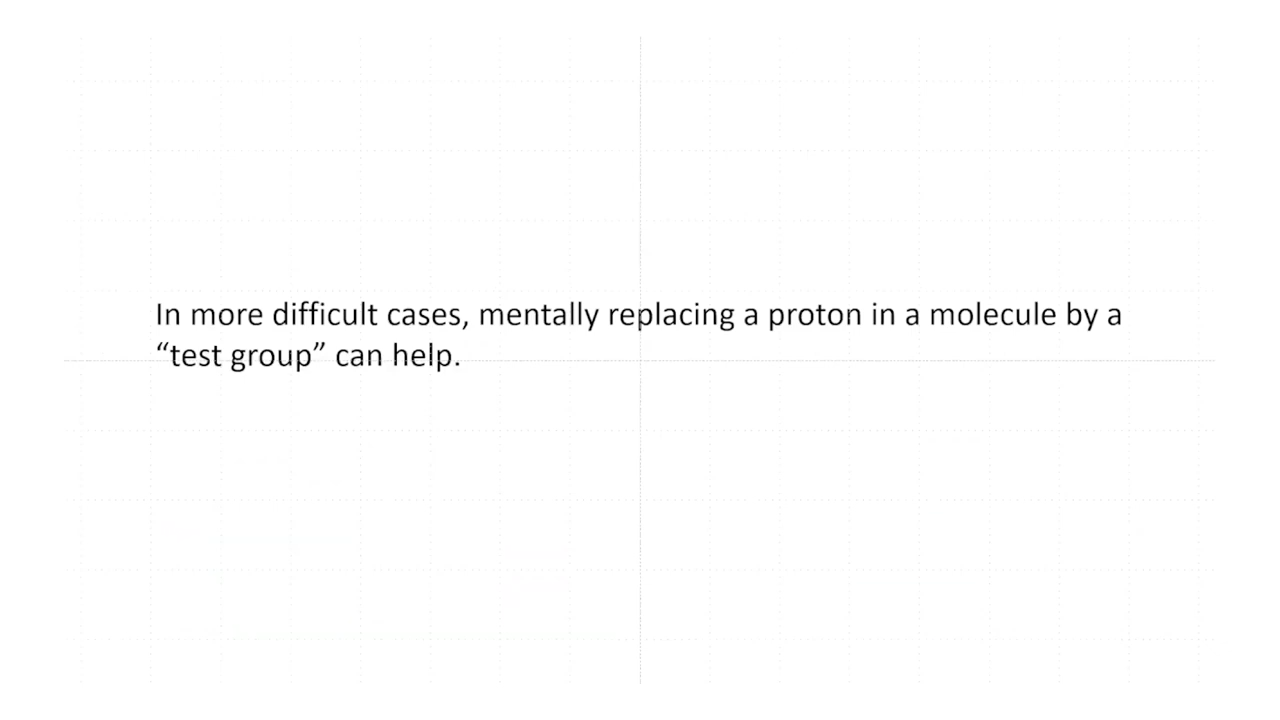 In more difficult cases, mentally replacing a proton in a molecule by a
“test group” can help.